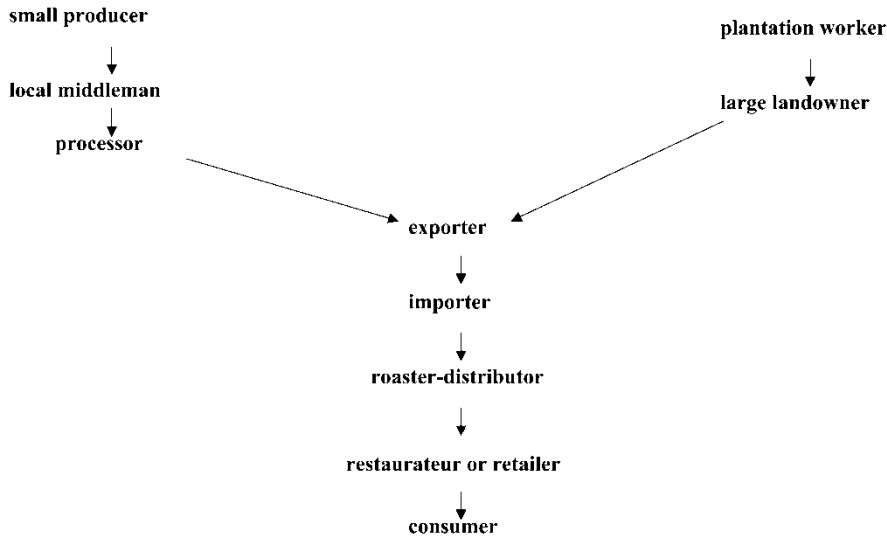 small producer
plantation worker
local middleman
large landowner
processor
exporter
importer
roaster-distributor
restaurateur or retailer
consumer